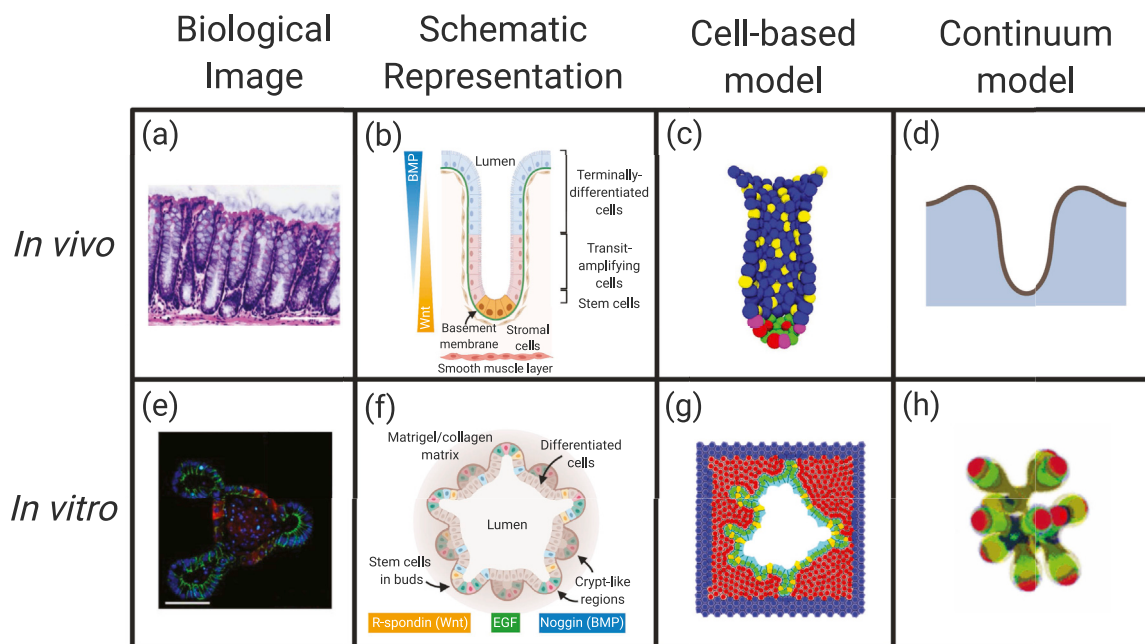 Biological
Image
Schematic
Representation
Cell-based
model
Continuum
model
In vivo
(a)
(b)
BMP
Wnt
Lumen
Terminally-
differentiated
cells
Transit-
amplifying
cells
Stem cells
Basement
membrane
Stromal
cells
Smooth muscle layer
(c)
(d)
In vitro
(e)
(f)
Matrigel/collagen
matrix
Differentiated
cells
Lumen
Stem cells
in buds
Crypt-like
regions
R-spondin (Wnt)
EGF
Noggin (BMP)
(g)
(h)